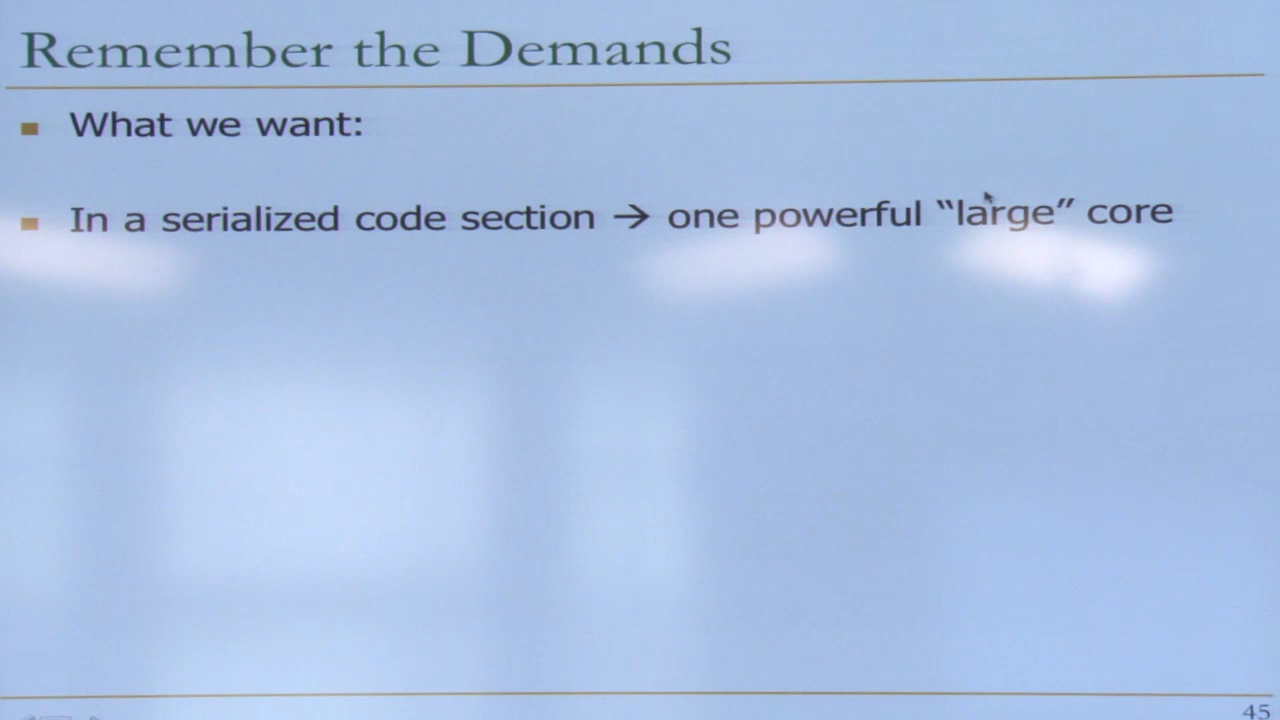 Remember the Demands
What we want:
In a serialized code section → one powerful “large” core
45